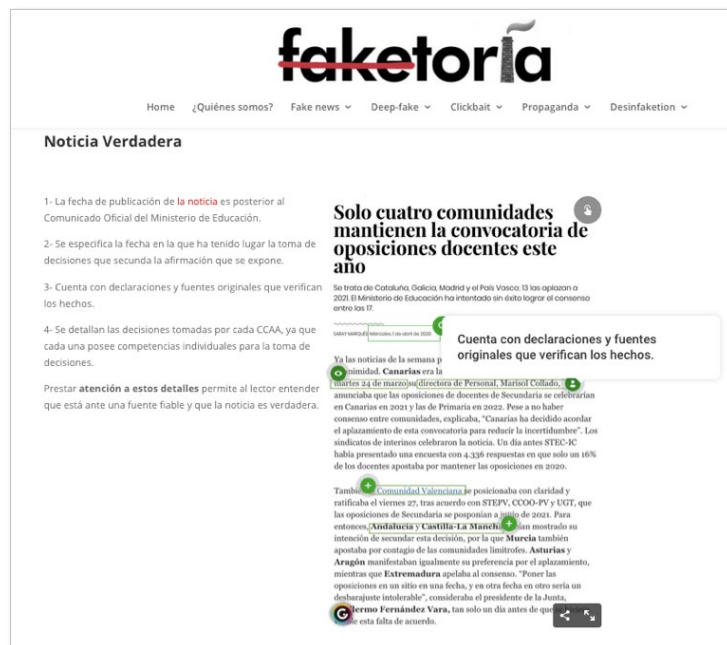 faketoría
Home ¿Quiénes somos? Fake news Deep-fake Clickbait Propaganda Desinfaketion
Noticia Verdadera
1- La fecha de publicación de la noticia es posterior al
Comunicado Oficial del Ministerio de Educación.
2- Se especifica la fecha en la que ha tenido lugar la toma de
decisiones que secunda la afirmación que se expone.
3- Cuenta con declaraciones y fuentes originales que verifican
los hechos.
4- Se detallan las decisiones tomadas por cada CCAA, ya que
cada una posee competencias individuales para la toma de
decisiones.
Prestar atención a estos detalles permite al lector entender
que está ante una fuente fiable y que la noticia es verdadera.
Solo cuatro comunidades
mantienen la convocatoria de
oposiciones docentes este
año
Se trata de Cataluña, Galicia, Madrid y el País Vasco; 13 las aplazan a
2021. El Ministerio de Educación ha intentado sin éxito lograr el consenso
entre las 17.
SARAY MARQUÉS Miércoles, 1 de abril de 2020
Cuenta con declaraciones y fuentes
originales que verifican los hechos.
Ya las noticias de la semana
Canarias era la
martes 24 de marzo su directora de Personal, Marisol Collado,
anunciaba que las oposiciones de docentes de Secundaria se celebrarían
en Canarias en 2021 y las de Primaria en 2022. Pese a no haber
consenso entre comunidades, explicaba, “Canarias ha decidido acordar
el aplazamiento de esta convocatoria para reducir la incertidumbre”. Los
sindicatos de interinos celebraron la noticia. Un día antes STEC-IC
había presentado una encuesta con 4.336 respuestas en que solo un 16%
de los docentes apostaba por mantener las oposiciones en 2020.
Comunidad Valenciana se posicionaba con claridad y
ratificaba el viernes 27, tras acuerdo con STEPV, CCOO-PV y UGT, que
las oposiciones de Secundaria se posponían a junio de 2021. Para
entonces, Andalucía y Castilla-La Mancha mostrado su
intención de secundar esta decisión, por la que Murcia también
apostaba por contagio de las comunidades limítrofes. Asturias y
Aragón manifestaban igualmente su preferencia por el aplazamiento,
mientras que Extremadura apelaba al consenso. “Poner las
oposiciones en un sitio en una fecha, y en otra fecha en otro sería un
desbarajuste intolerable”, consideraba el presidente de la Junta,
Fernández Vara, tan solo un día antes de que
esta falta de acuerdo.